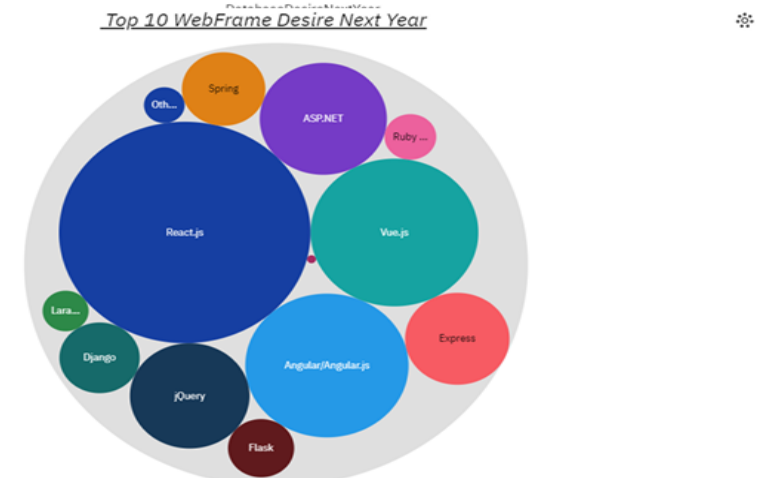 DatabaseDesireNextYear
Top 10 WebFrame Desire Next Year
Spring
Oth...
ASP.NET
Ruby ...
React.js
Vue.js
Lara...
Express
Django
Angular/Angular.js
jQuery
Flask